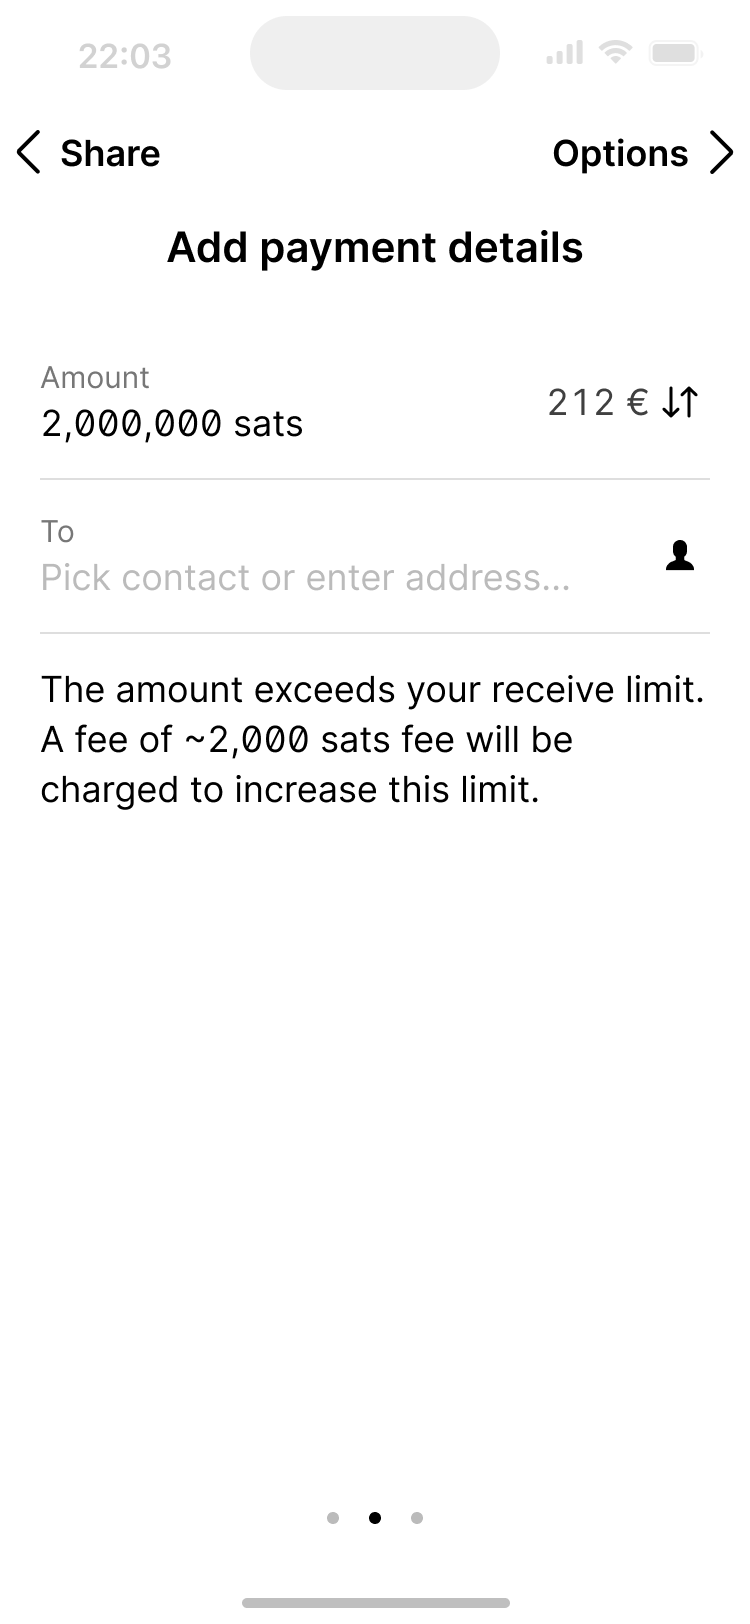 22:03
Share
Options
Add payment details
Amount
2,000,000 sats
212 €
To
Pick contact or enter address...
The amount exceeds your receive limit.
A fee of ~2,000 sats fee will be
charged to increase this limit.